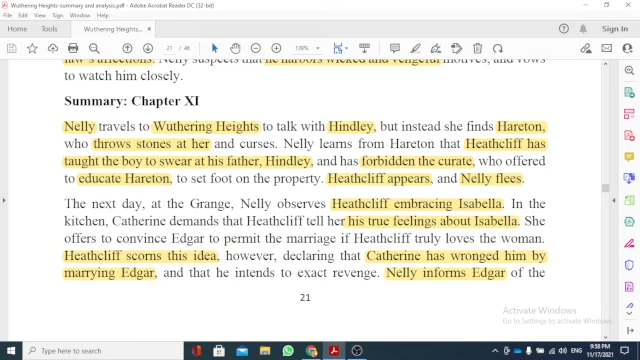 Wuthering Heights-summary and analysis.pdf - Adobe Acrobat Reader DC (32-bit)
File Edit View Sign Window Help
Home Tools Wuthering Heights-... × Sign In
21 / 46 139%
law's affections. Nelly suspects that he harbors wicked and vengeful motives, and vows
to watch him closely.
Summary: Chapter XI
Nelly travels to Wuthering Heights to talk with Hindley, but instead she finds Hareton,
who throws stones at her and curses. Nelly learns from Hareton that Heathcliff has
taught the boy to swear at his father, Hindley, and has forbidden the curate, who offered
to educate Hareton, to set foot on the property. Heathcliff appears, and Nelly flees.
The next day, at the Grange, Nelly observes Heathcliff embracing Isabella. In the
kitchen, Catherine demands that Heathcliff tell her his true feelings about Isabella. She
offers to convince Edgar to permit the marriage if Heathcliff truly loves the woman.
Heathcliff scorns this idea, however, declaring that Catherine has wronged him by
marrying Edgar, and that he intends to exact revenge. Nelly informs Edgar of the
21
Activate Windows
Go to Settings to activate Windows.
Type here to search
ENG
9:58 PM
11/17/2021